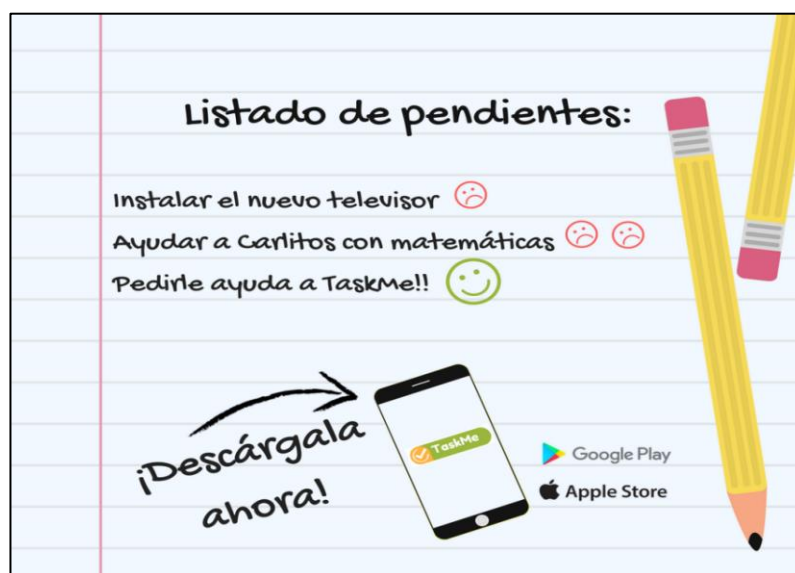 Listado de pendientes:
Instalar el nuevo televisor
Ayudar a Carlitos con matemáticas
Pedirle ayuda a TaskMe!!
¡Descárgala
ahora!
TaskMe
Google Play
Apple Store